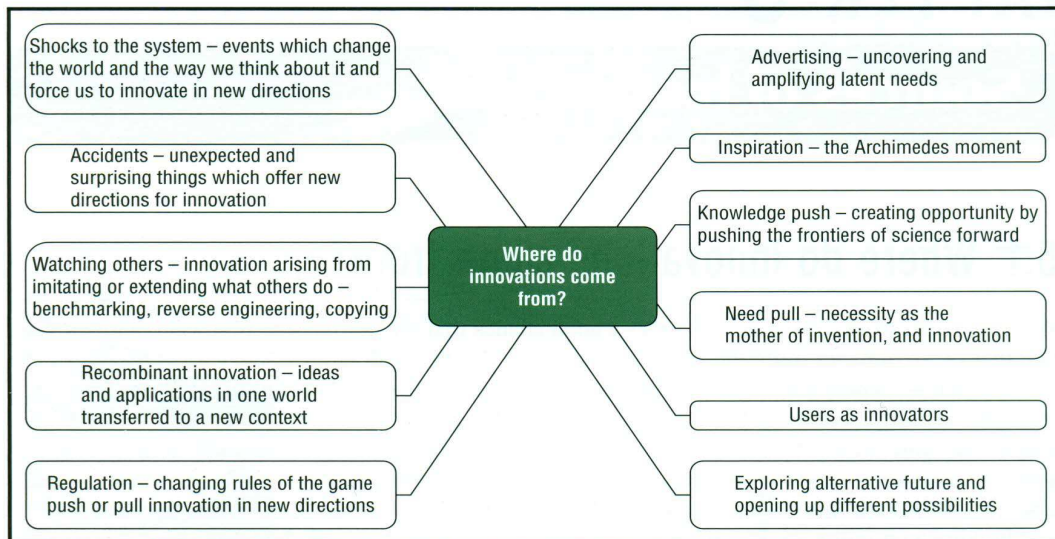 Shocks to the system – events which change
the world and the way we think about it and
force us to innovate in new directions
Accidents – unexpected and
surprising things which offer new
directions for innovation
Watching others – innovation arising from
imitating or extending what others do –
benchmarking, reverse engineering, copying
Recombinant innovation – ideas
and applications in one world
transferred to a new context
Regulation – changing rules of the game
push or pull innovation in new directions
Where do
innovations come
from?
Advertising – uncovering and
amplifying latent needs
Inspiration – the Archimedes moment
Knowledge push – creating opportunity by
pushing the frontiers of science forward
Need pull – necessity as the
mother of invention, and innovation
Users as innovators
Exploring alternative future and
opening up different possibilities